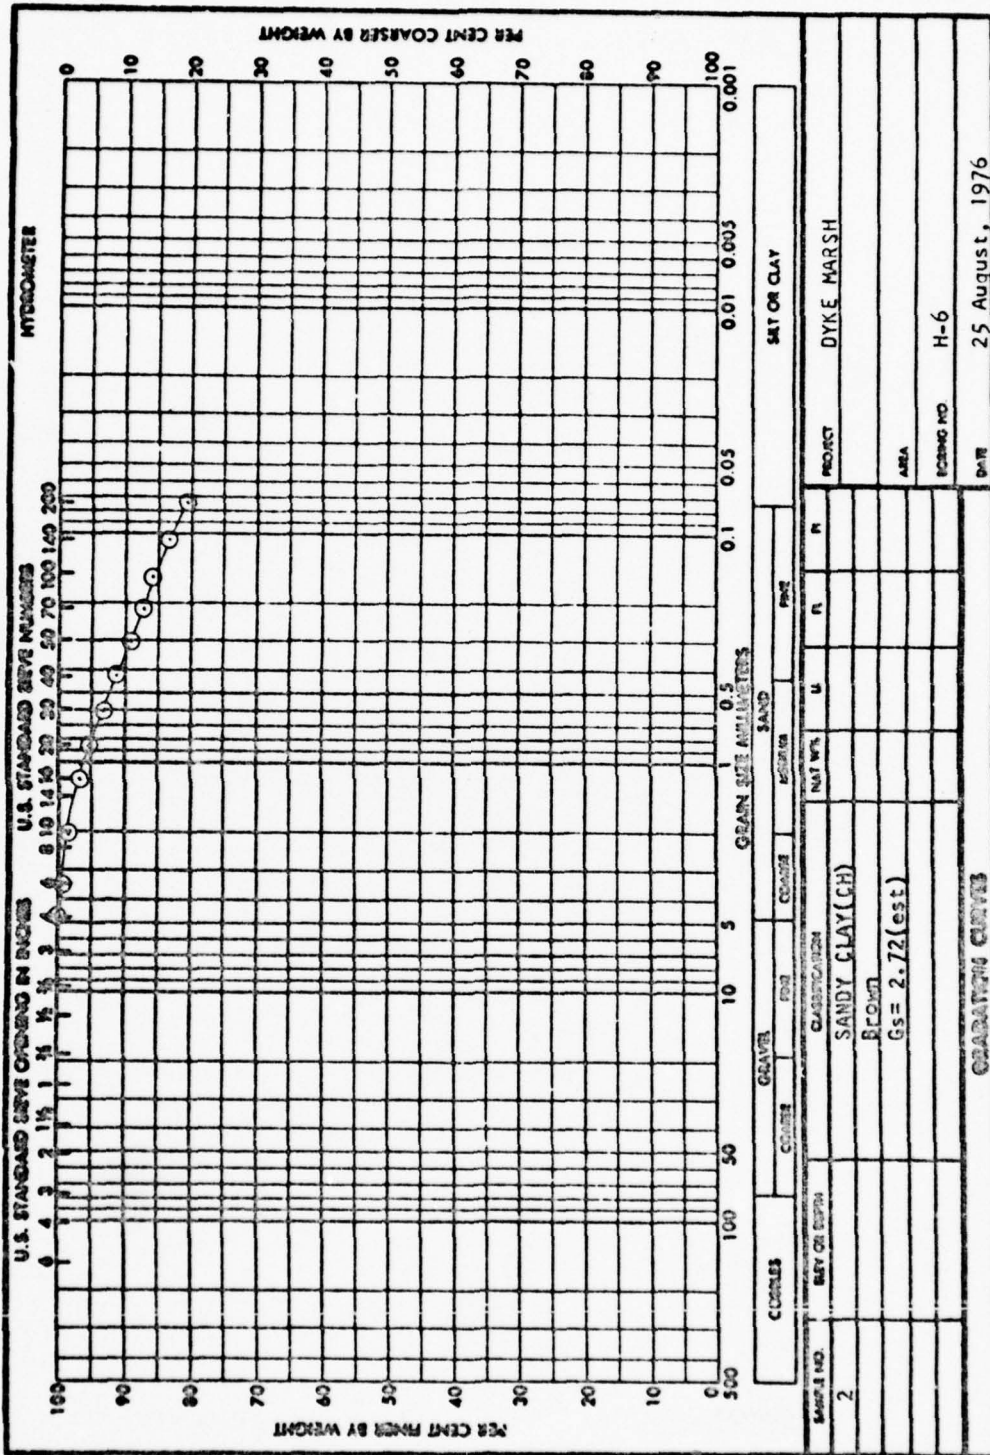 U.S. STANDARD SIEVE OPENING IN INCHES
U.S. STANDARD SIEVE NUMBERS
HYDROMETER
6 4 3 2 1½ 1 ¾ ½ ⅜ 3 4 6 8 10 14 16 20 30 40 50 70 100 140 200
PER CENT FINER BY WEIGHT
100
90
80
70
60
50
40
30
20
10
0
PER CENT COARSER BY WEIGHT
0
10
20
30
40
50
60
70
80
90
100
500 100 50 10 5 1 0.5 0.1 0.05 0.01 0.005 0.001
GRAIN SIZE MILLIMETERS
COBBLES
GRAVEL
COARSE FINE
SAND
COARSE MEDIUM FINE
SILT OR CLAY
SAMPLE NO. ELEV OR DEPTH CLASSIFICATION NAT W% LL PL PI
2 SANDY CLAY(CH)
Brown
Gs= 2.72(est)
PROJECT DYKE MARSH
AREA
BORING NO. H-6
DATE 25 August, 1976
GRADATION CURVES